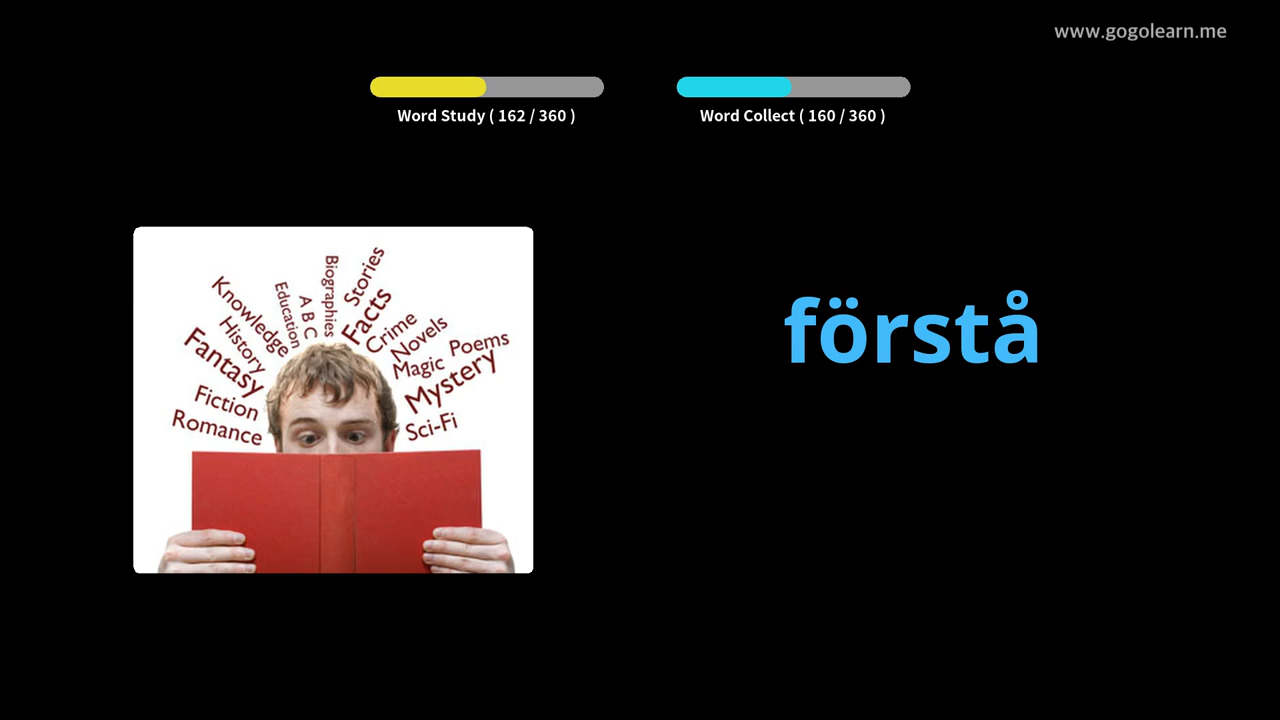 www.gogolearn.me
Word Study ( 162 / 360 )
Word Collect ( 160 / 360 )
förstå
Biographies
Stories
Education
A B C
Facts
Knowledge
History
Crime
Novels
Poems
Fantasy
Magic
Mystery
Fiction
Romance
Sci-Fi